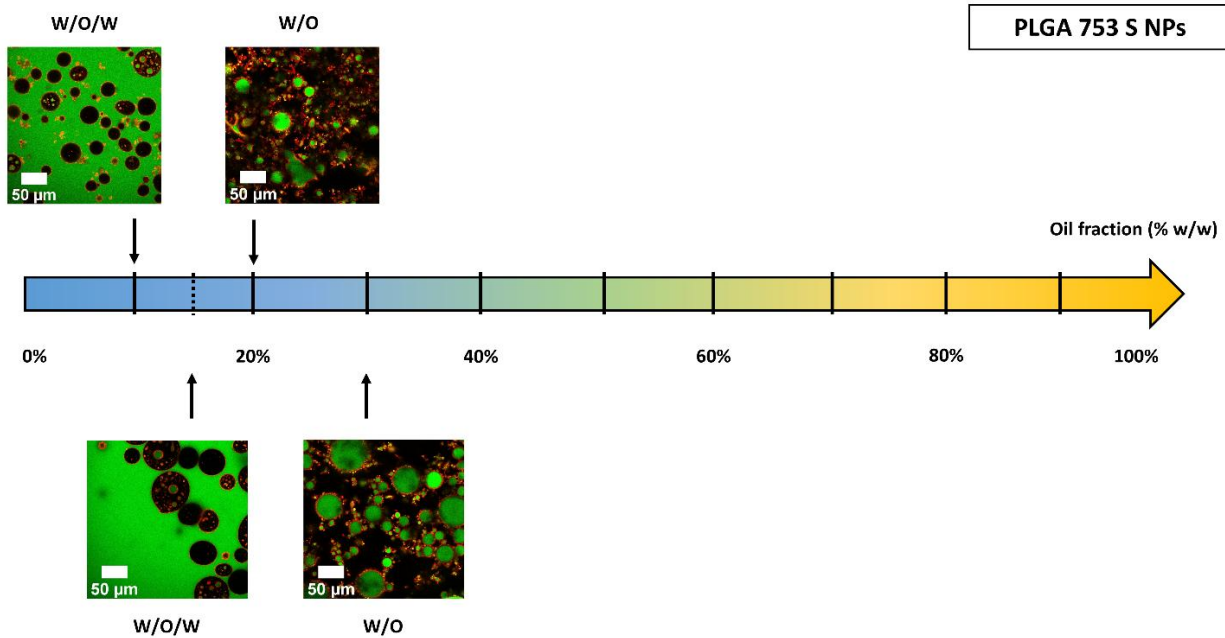 W/O/W
W/O
PLGA 753 S NPs
50 µm
50 µm
Oil fraction (% w/w)
0%
20%
40%
60%
80%
100%
50 µm
50 µm
W/O/W
W/O